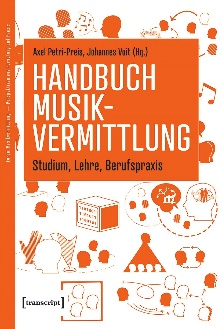 Axel Petri-Preis, Johannes Voit (Hg.)
HANDBUCH
MUSIK-
VERMITTLUNG
Studium, Lehre, Berufspraxis
[transcript]